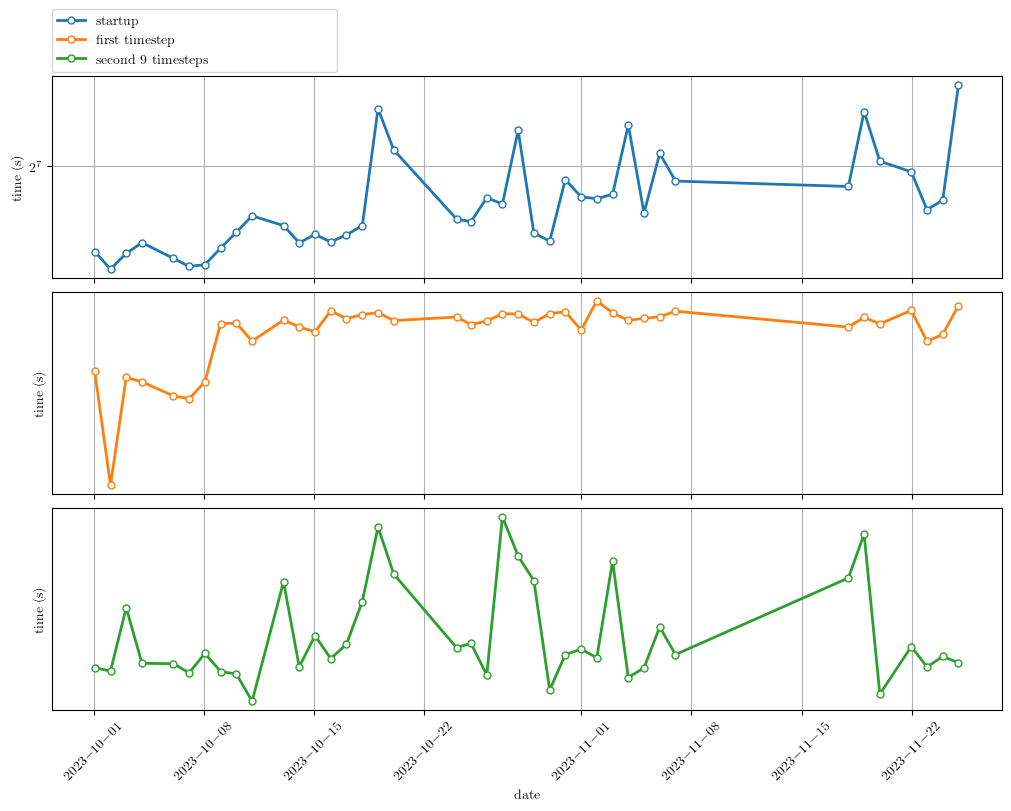 startup
first timestep
second 9 timesteps
time (s)
2⁷
time (s)
time (s)
2023−10−01
2023−10−08
2023−10−15
2023−10−22
2023−11−01
2023−11−08
2023−11−15
2023−11−22
date